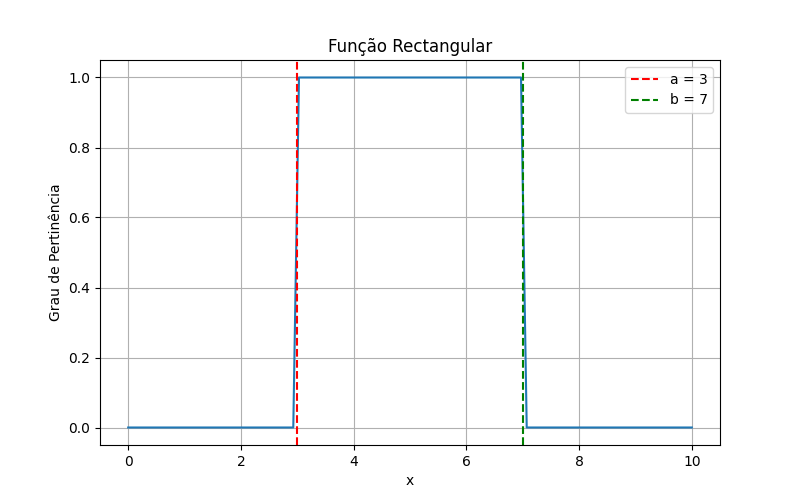 Função Rectangular
a = 3
b = 7
1.0
0.8
0.6
0.4
0.2
0.0
Grau de Pertinência
0 2 4 6 8 10
x